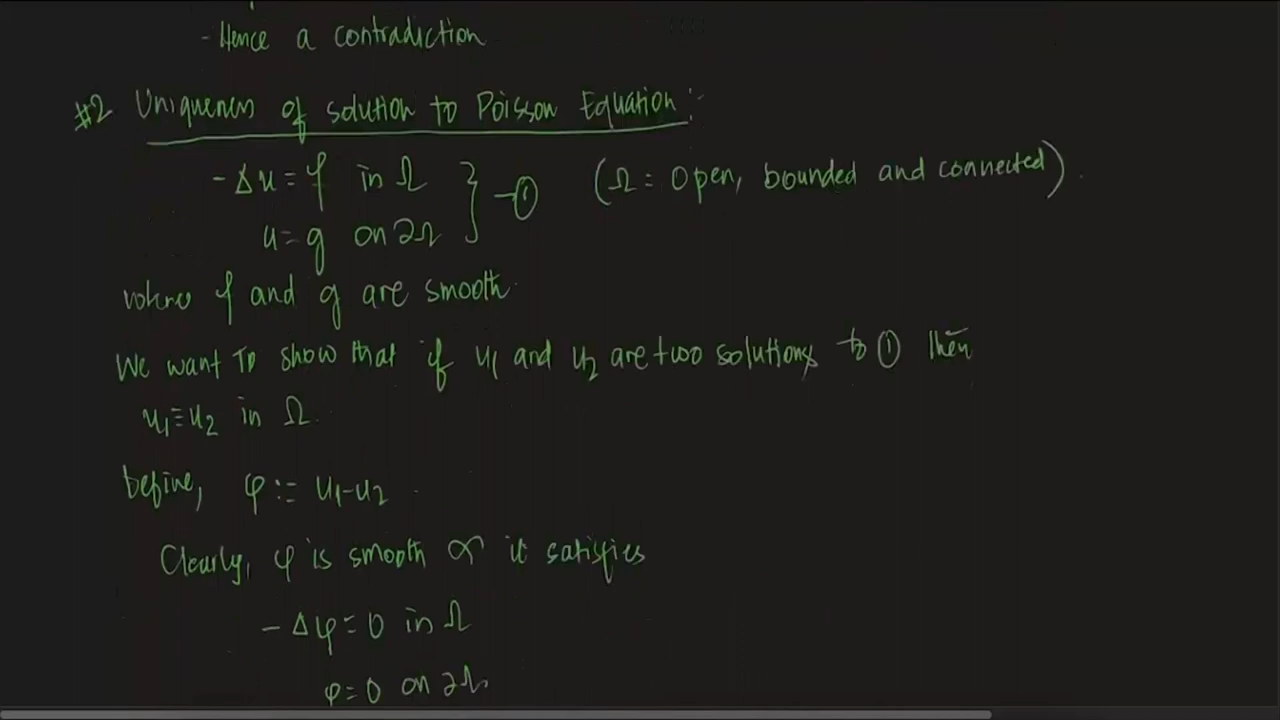 - Hence a contradiction
#2 Uniqueness of solution to Poisson Equation :-
-Δu = f in Ω } → ① (Ω = open, bounded and connected).
u = g on ∂Ω
where f and g are smooth.
We want to show that if u₁ and u₂ are two solutions to ① then
u₁ ≡ u₂ in Ω.
Define, φ := u₁-u₂.
Clearly, φ is smooth & it satisfies
- Δφ = 0 in Ω
φ = 0 on ∂Ω.